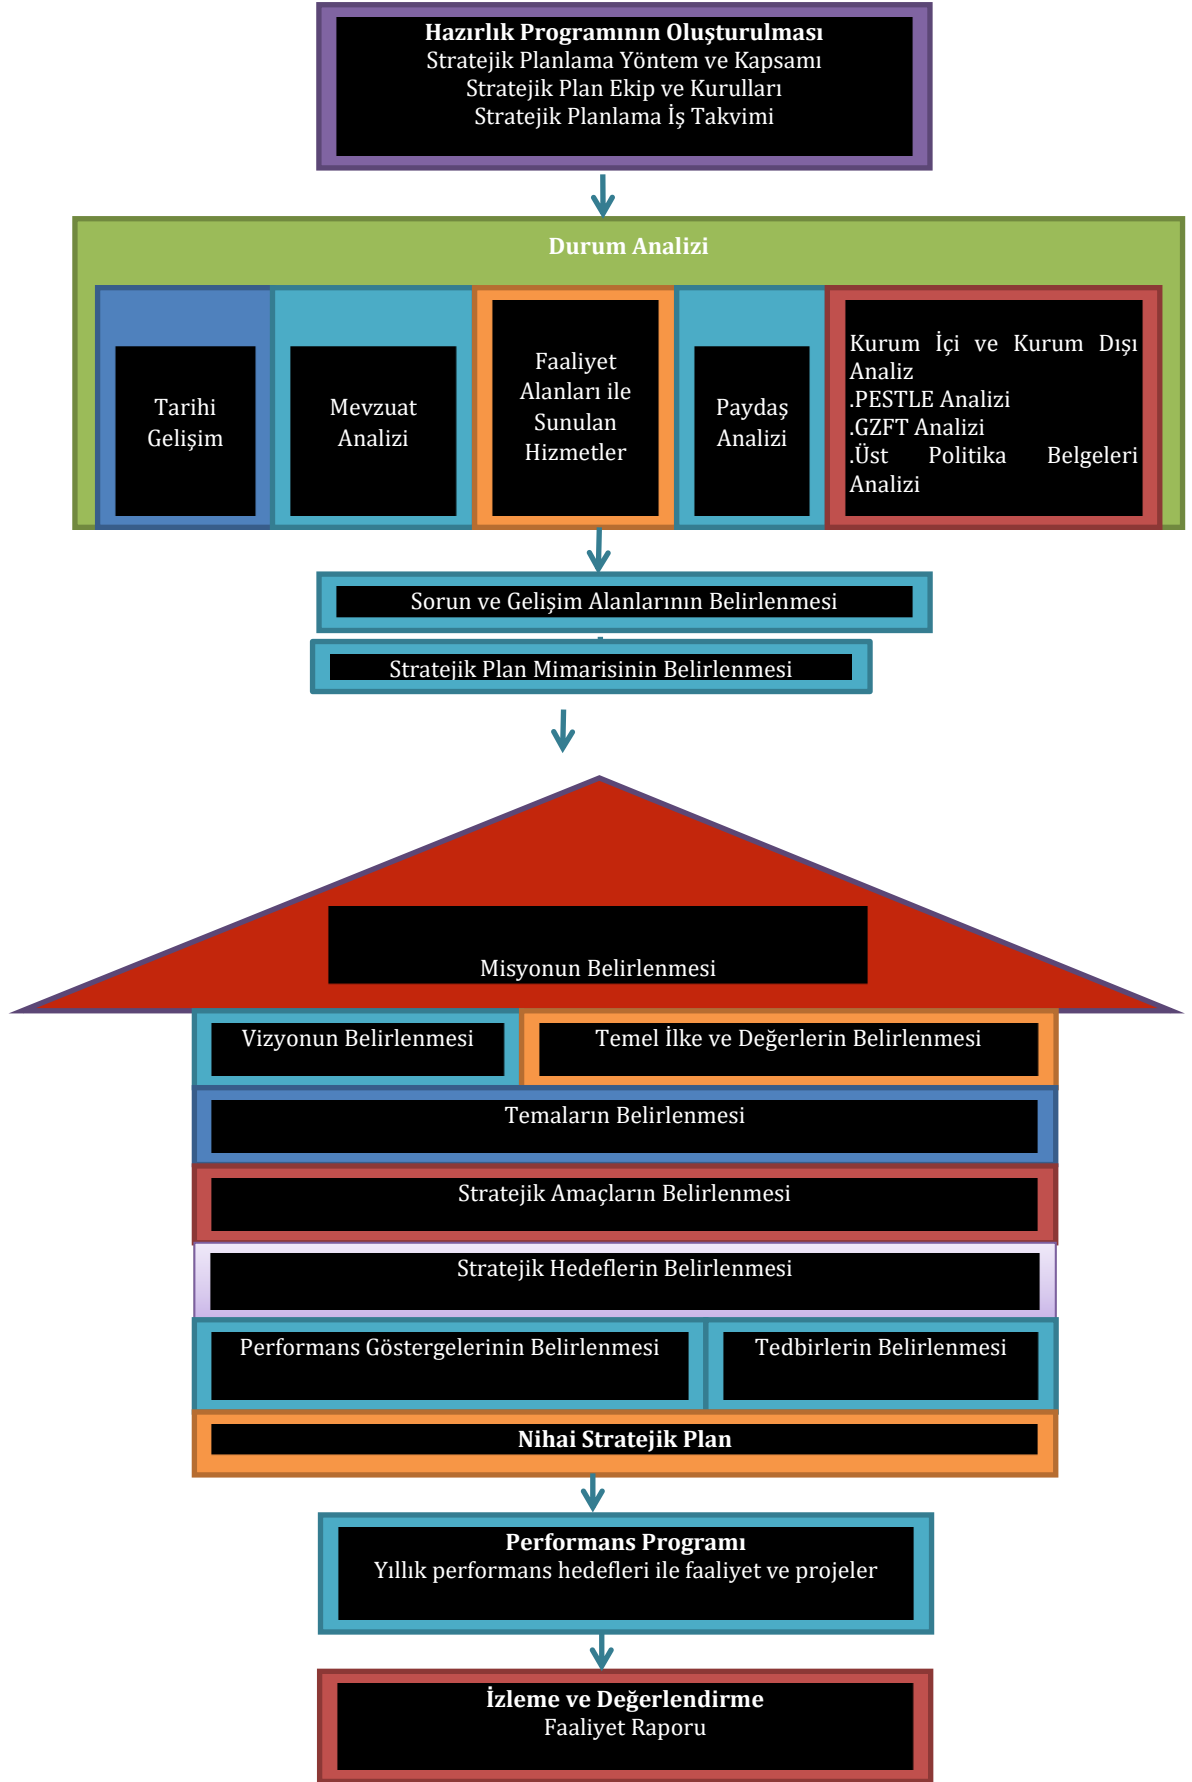 Hazırlık Programının Oluşturulması
Stratejik Planlama Yöntem ve Kapsamı
Stratejik Plan Ekip ve Kurulları
Stratejik Planlama İş Takvimi
Durum Analizi
Tarihi
Gelişim
Mevzuat
Analizi
Faaliyet
Alanları ile
Sunulan
Hizmetler
Paydaş
Analizi
Kurum İçi ve Kurum Dışı
Analiz
.PESTLE Analizi
.GZFT Analizi
.Üst Politika Belgeleri
Analizi
Sorun ve Gelişim Alanlarının Belirlenmesi
Stratejik Plan Mimarisinin Belirlenmesi
Misyonun Belirlenmesi
Vizyonun Belirlenmesi
Temel İlke ve Değerlerin Belirlenmesi
Temaların Belirlenmesi
Stratejik Amaçların Belirlenmesi
Stratejik Hedeflerin Belirlenmesi
Performans Göstergelerinin Belirlenmesi
Tedbirlerin Belirlenmesi
Nihai Stratejik Plan
Performans Programı
Yıllık performans hedefleri ile faaliyet ve projeler
İzleme ve Değerlendirme
Faaliyet Raporu